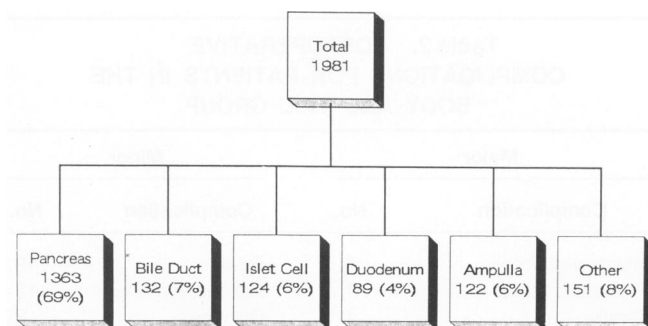 Total
1981
Pancreas
1363
(69%)
Bile Duct
132 (7%)
Islet Cell
124 (6%)
Duodenum
89 (4%)
Ampulla
122 (6%)
Other
151 (8%)